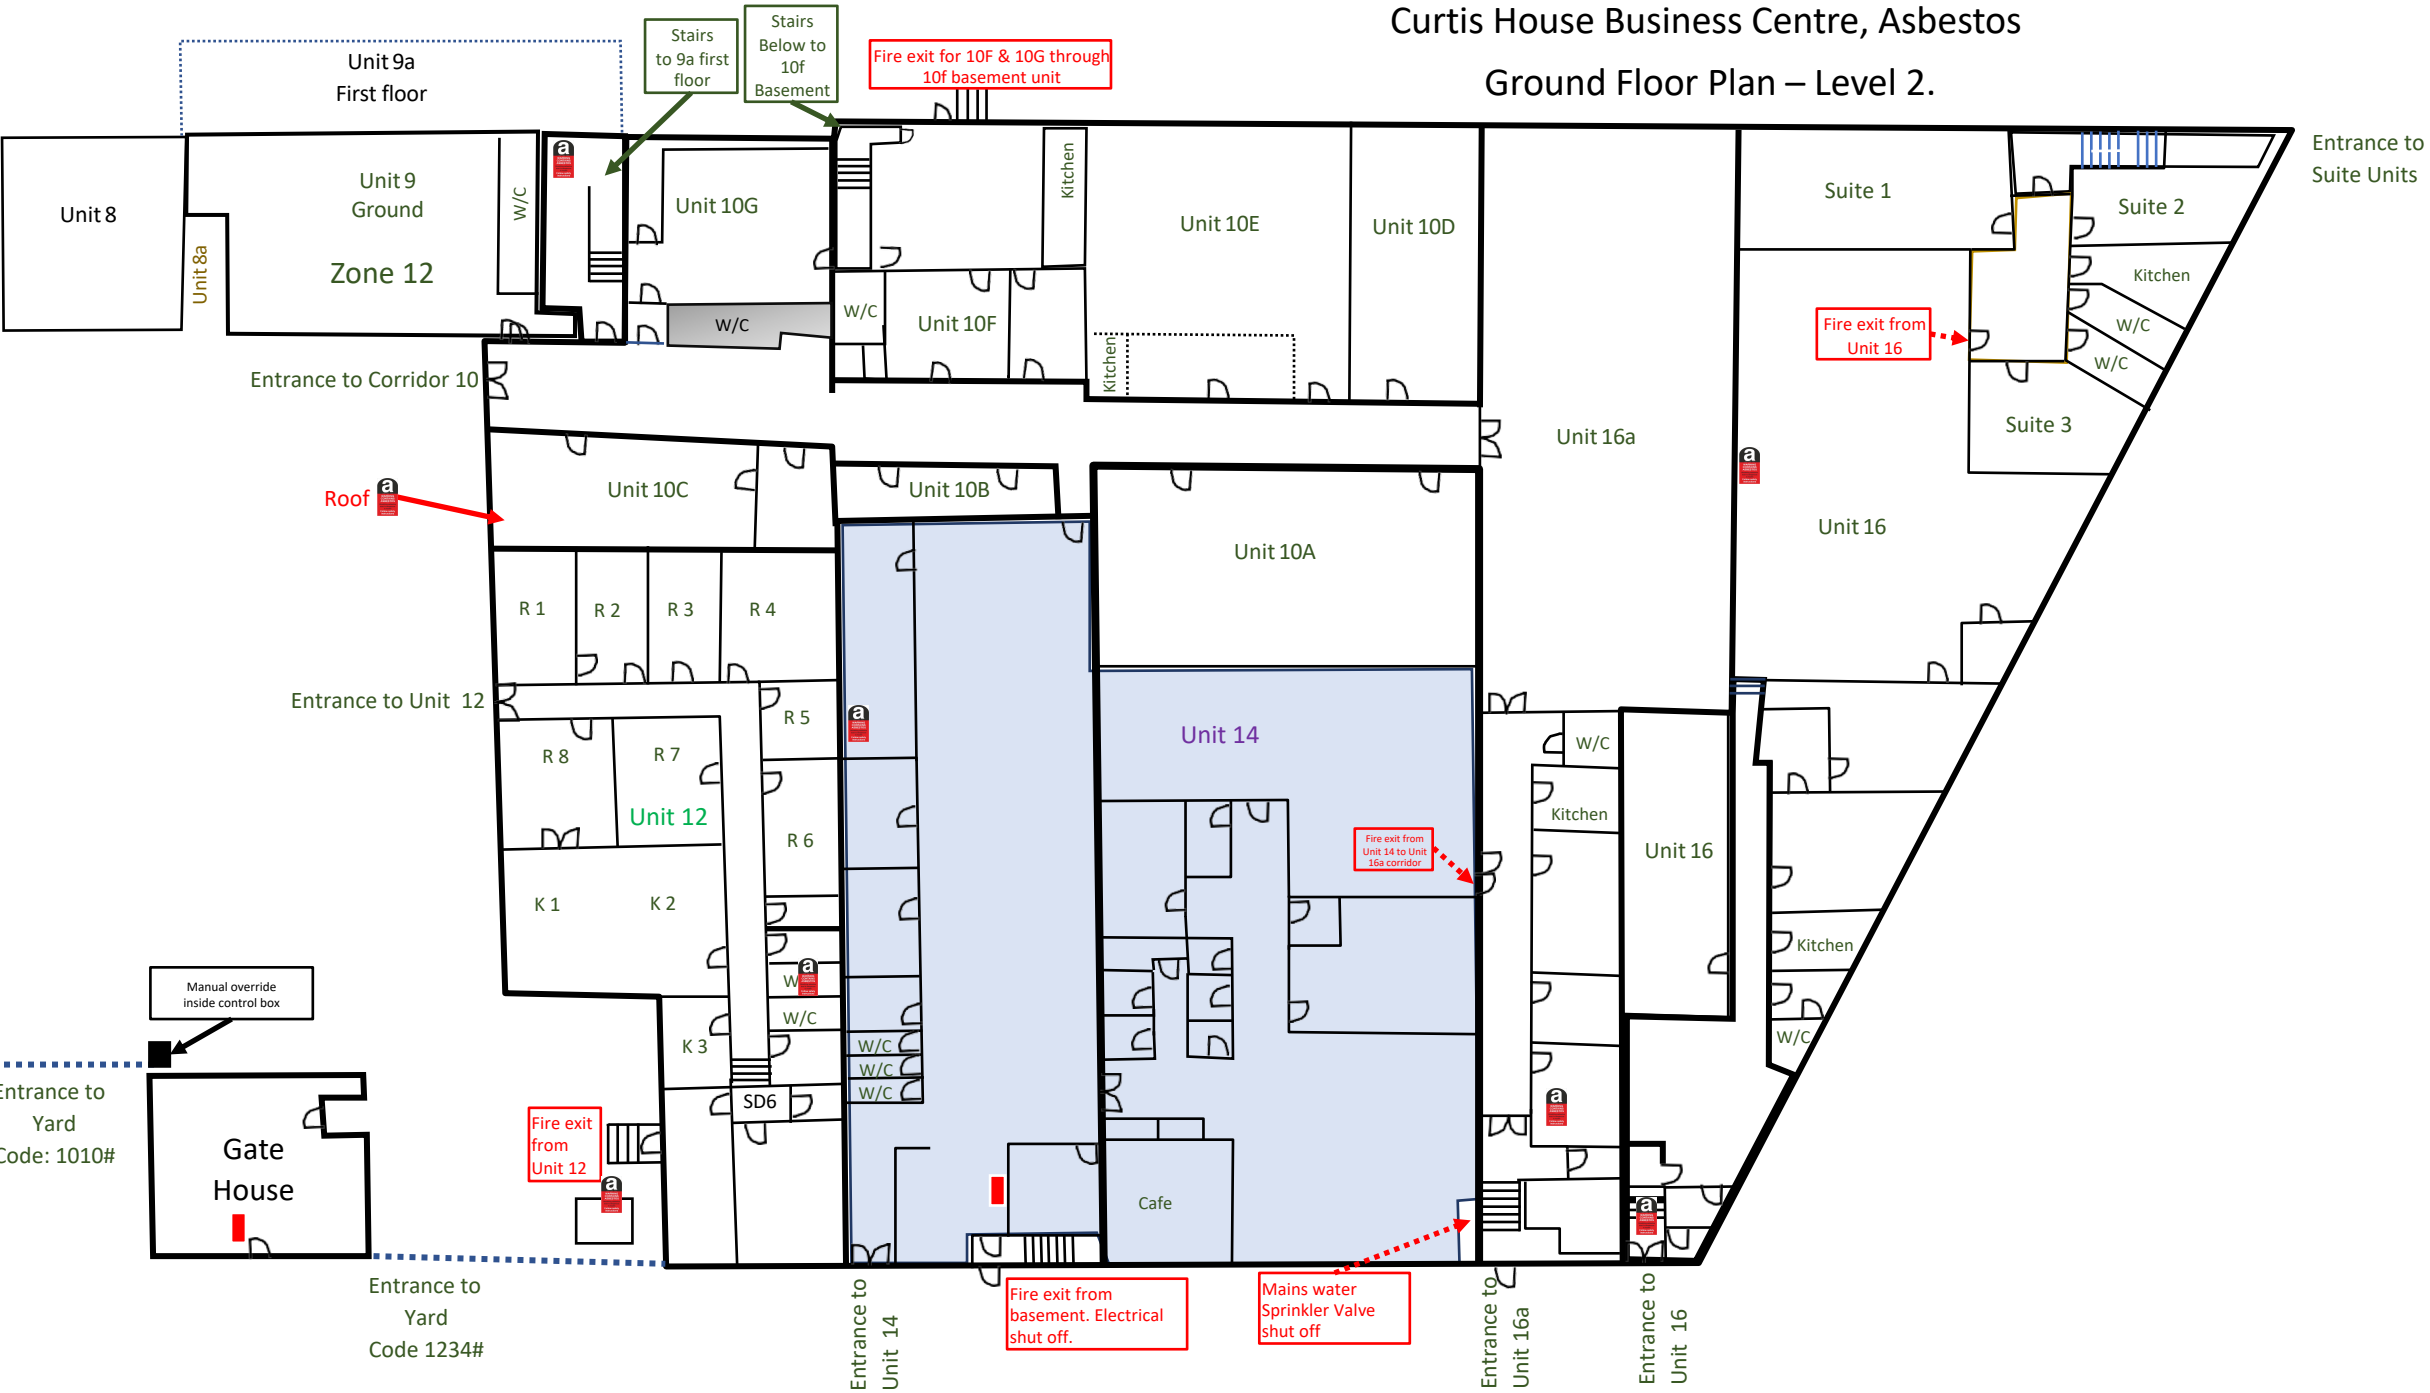 Curtis House Business Centre, Asbestos
Ground Floor Plan – Level 2.
Unit 9a
First floor
Stairs
to 9a first
floor
Stairs
Below to
10f
Basement
Fire exit for 10F & 10G through
10f basement unit
Entrance to
Suite Units
Unit 8
Unit 8a
Unit 9
Ground
Zone 12
W/C
a
Unit 10G
W/C
Kitchen
W/C
Unit 10F
Unit 10E
Kitchen
Unit 10D
Suite 1
Suite 2
Kitchen
W/C
W/C
Suite 3
Fire exit from
Unit 16
Entrance to Corridor 10
Unit 16a
a
Unit 16
Roof
a
Unit 10C
Unit 10B
Unit 10A
R 1
R 2
R 3
R 4
Entrance to Unit 12
R 5
R 8
R 7
Unit 12
R 6
K 1
K 2
a
Unit 14
W/C
Kitchen
Unit 16
Fire exit from
Unit 14 to Unit
16a corridor
Kitchen
W/C
W
a
W/C
K 3
SD6
W/C
W/C
W/C
Manual override
inside control box
Entrance to
Yard
Code: 1010#
Gate
House
Fire exit
from
Unit 12
a
Cafe
a
a
Entrance to
Yard
Code 1234#
Entrance to
Unit 14
Fire exit from
basement. Electrical
shut off.
Mains water
Sprinkler Valve
shut off
Entrance to
Unit 16a
Entrance to
Unit 16